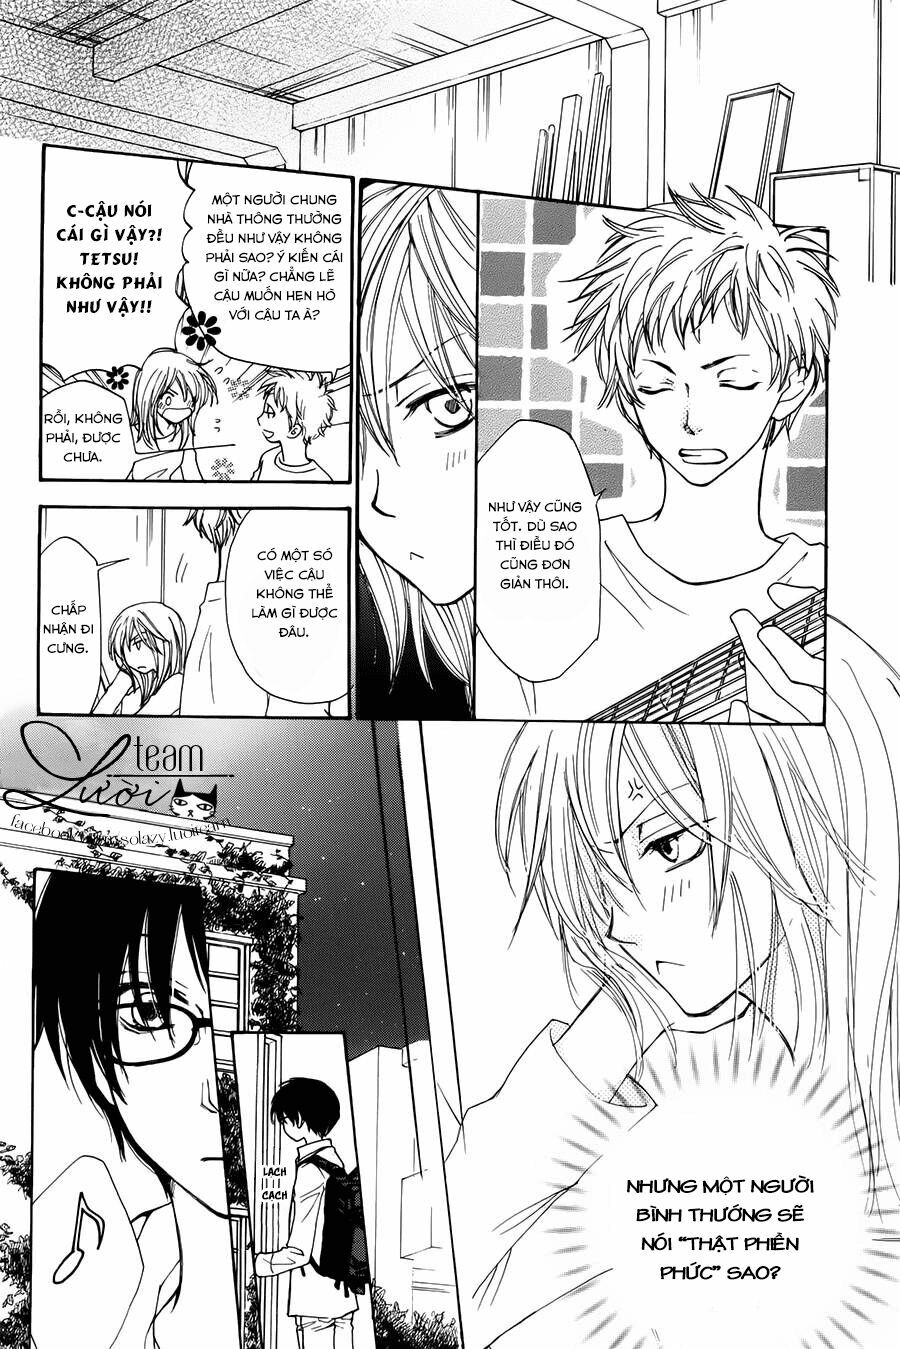 NHƯ VẬY CŨNG
TỐT. DÙ SAO
THÌ ĐIỀU ĐÓ
CŨNG ĐƠN
GIẢN THÔI.
MỘT NGƯỜI CHUNG
NHÀ THÔNG THƯỜNG
ĐỀU NHƯ VẬY KHÔNG
PHẢI SAO? Ý KIẾN CÁI
GÌ NỮA? CHẲNG LẼ
CẬU MUỐN HẸN HÒ
VỚI CẬU TA À?
C-CẬU NÓI
CÁI GÌ VẬY?!
TETSU!
KHÔNG PHẢI
NHƯ VẬY!!
RỒI, KHÔNG
PHẢI, ĐƯỢC
CHƯA.
CÓ MỘT SỐ
VIỆC CẬU
KHÔNG THỂ
LÀM GÌ ĐƯỢC
ĐÂU.
CHẤP
NHẬN ĐI
CƯNG.
team
Lười
NHƯNG MỘT NGƯỜI
BÌNH THƯỚNG SẼ
NÓI “THẬT PHIỀN
PHỨC” SAO?
LẠCH
CẠCH